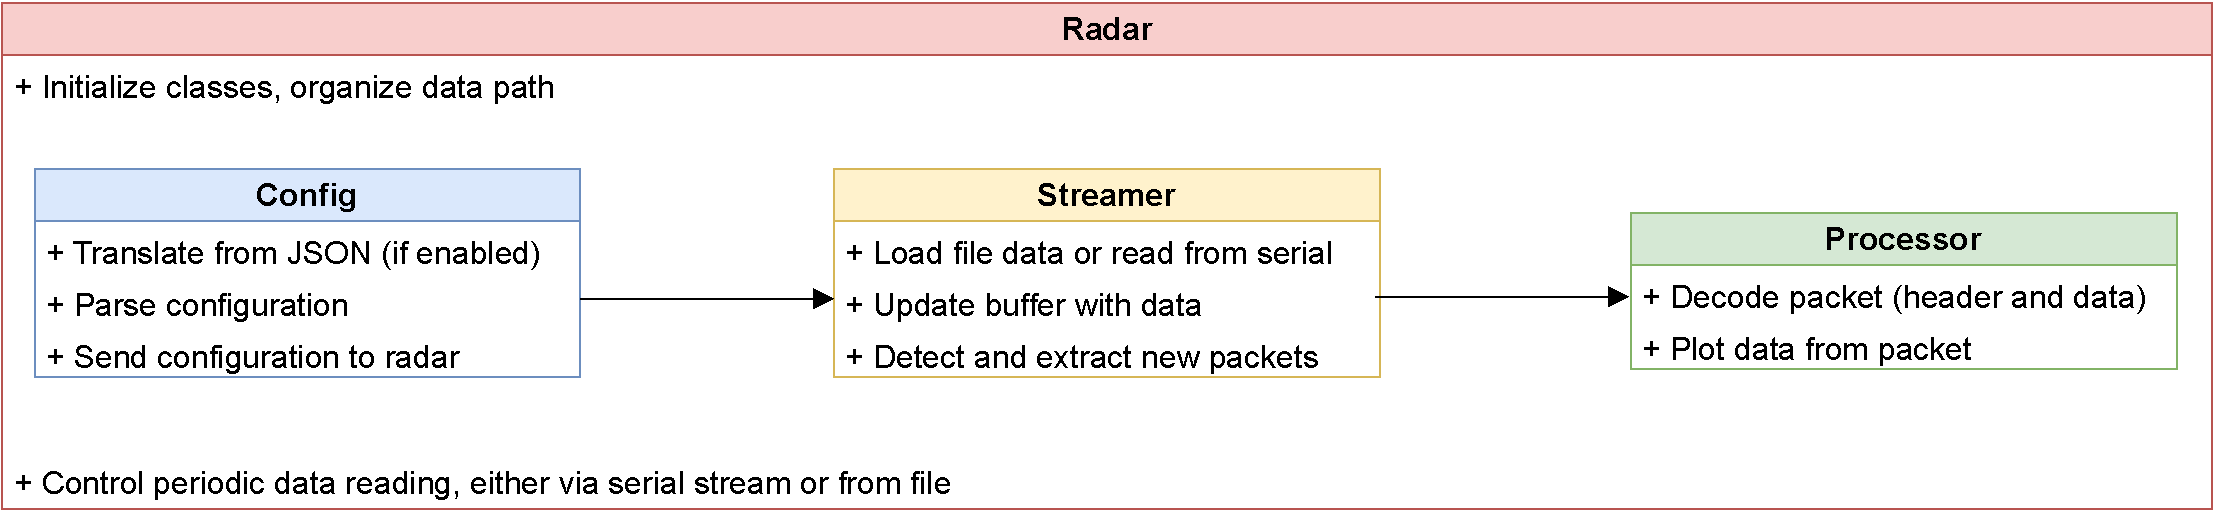 Radar
+ Initialize classes, organize data path
Config
+ Translate from JSON (if enabled)
+ Parse configuration
+ Send configuration to radar
Streamer
+ Load file data or read from serial
+ Update buffer with data
+ Detect and extract new packets
Processor
+ Decode packet (header and data)
+ Plot data from packet
+ Control periodic data reading, either via serial stream or from file